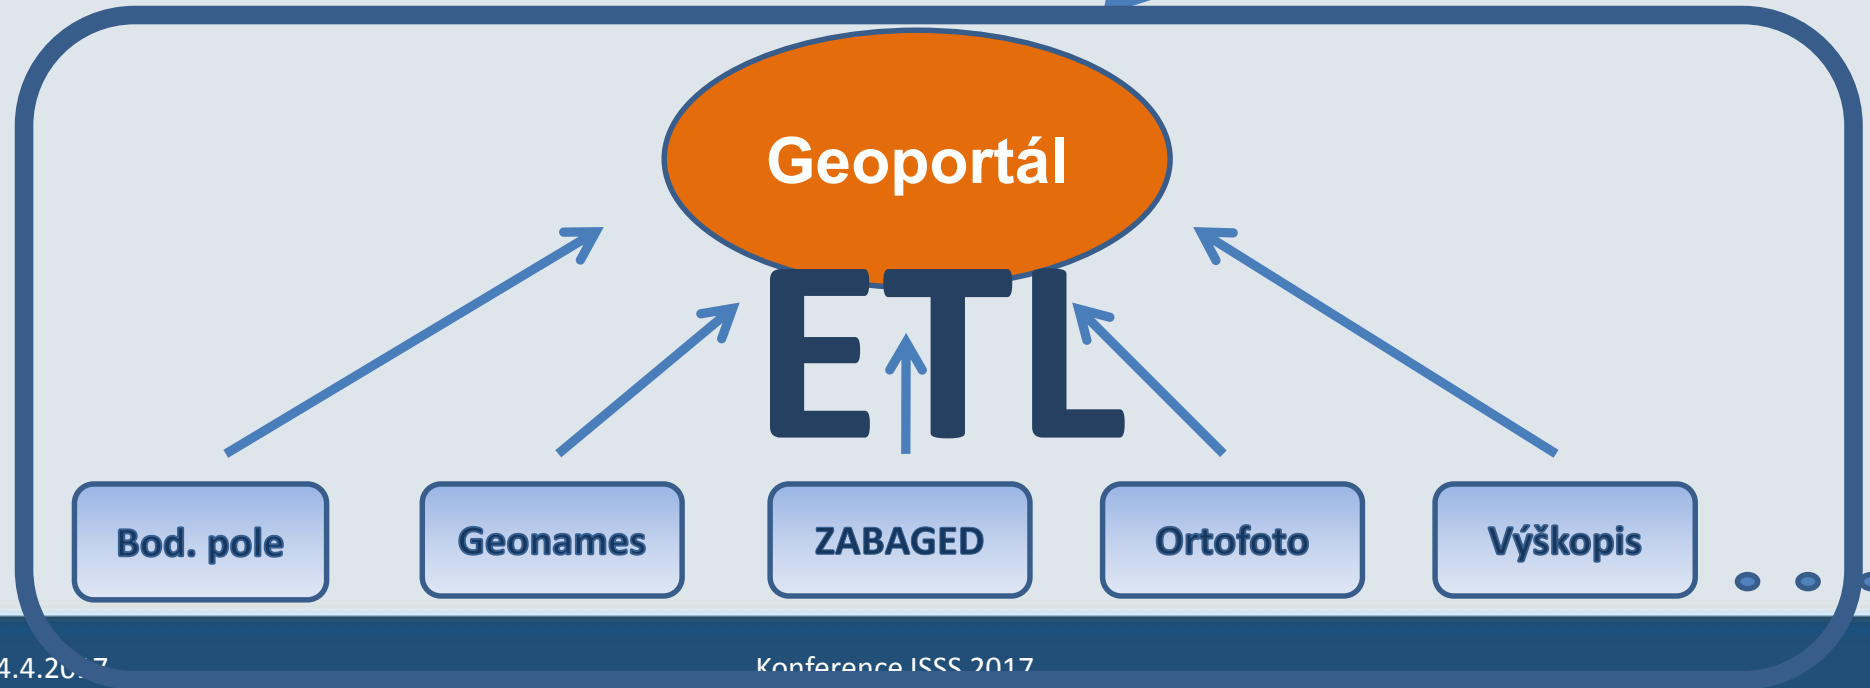 Geoportál
ETL
Bod. pole
Geonames
ZABAGED
Ortofoto
Výškopis
Konference ISSS 2017